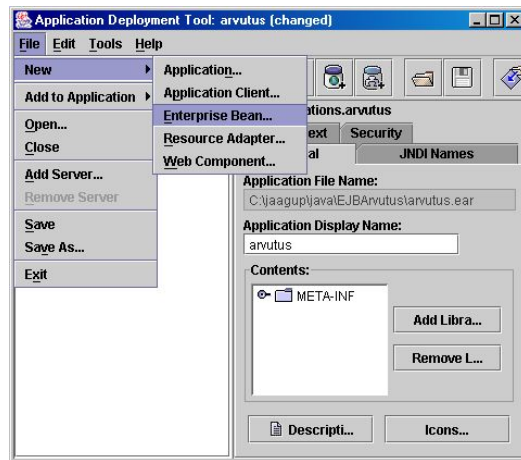 Application Deployment Tool: arvutus (changed)
File Edit Tools Help
New
Add to Application
Open...
Close
Add Server...
Remove Server
Save
Save As...
Exit
Application...
Application Client...
Enterprise Bean...
Resource Adapter...
Web Component...
ations.arvutus
ext Security
al JNDI Names
Application File Name:
C:\jaagup\java\EJBArvutus\arvutus.ear
Application Display Name:
arvutus
Contents:
META-INF
Add Libra...
Remove L...
Descripti... Icons...